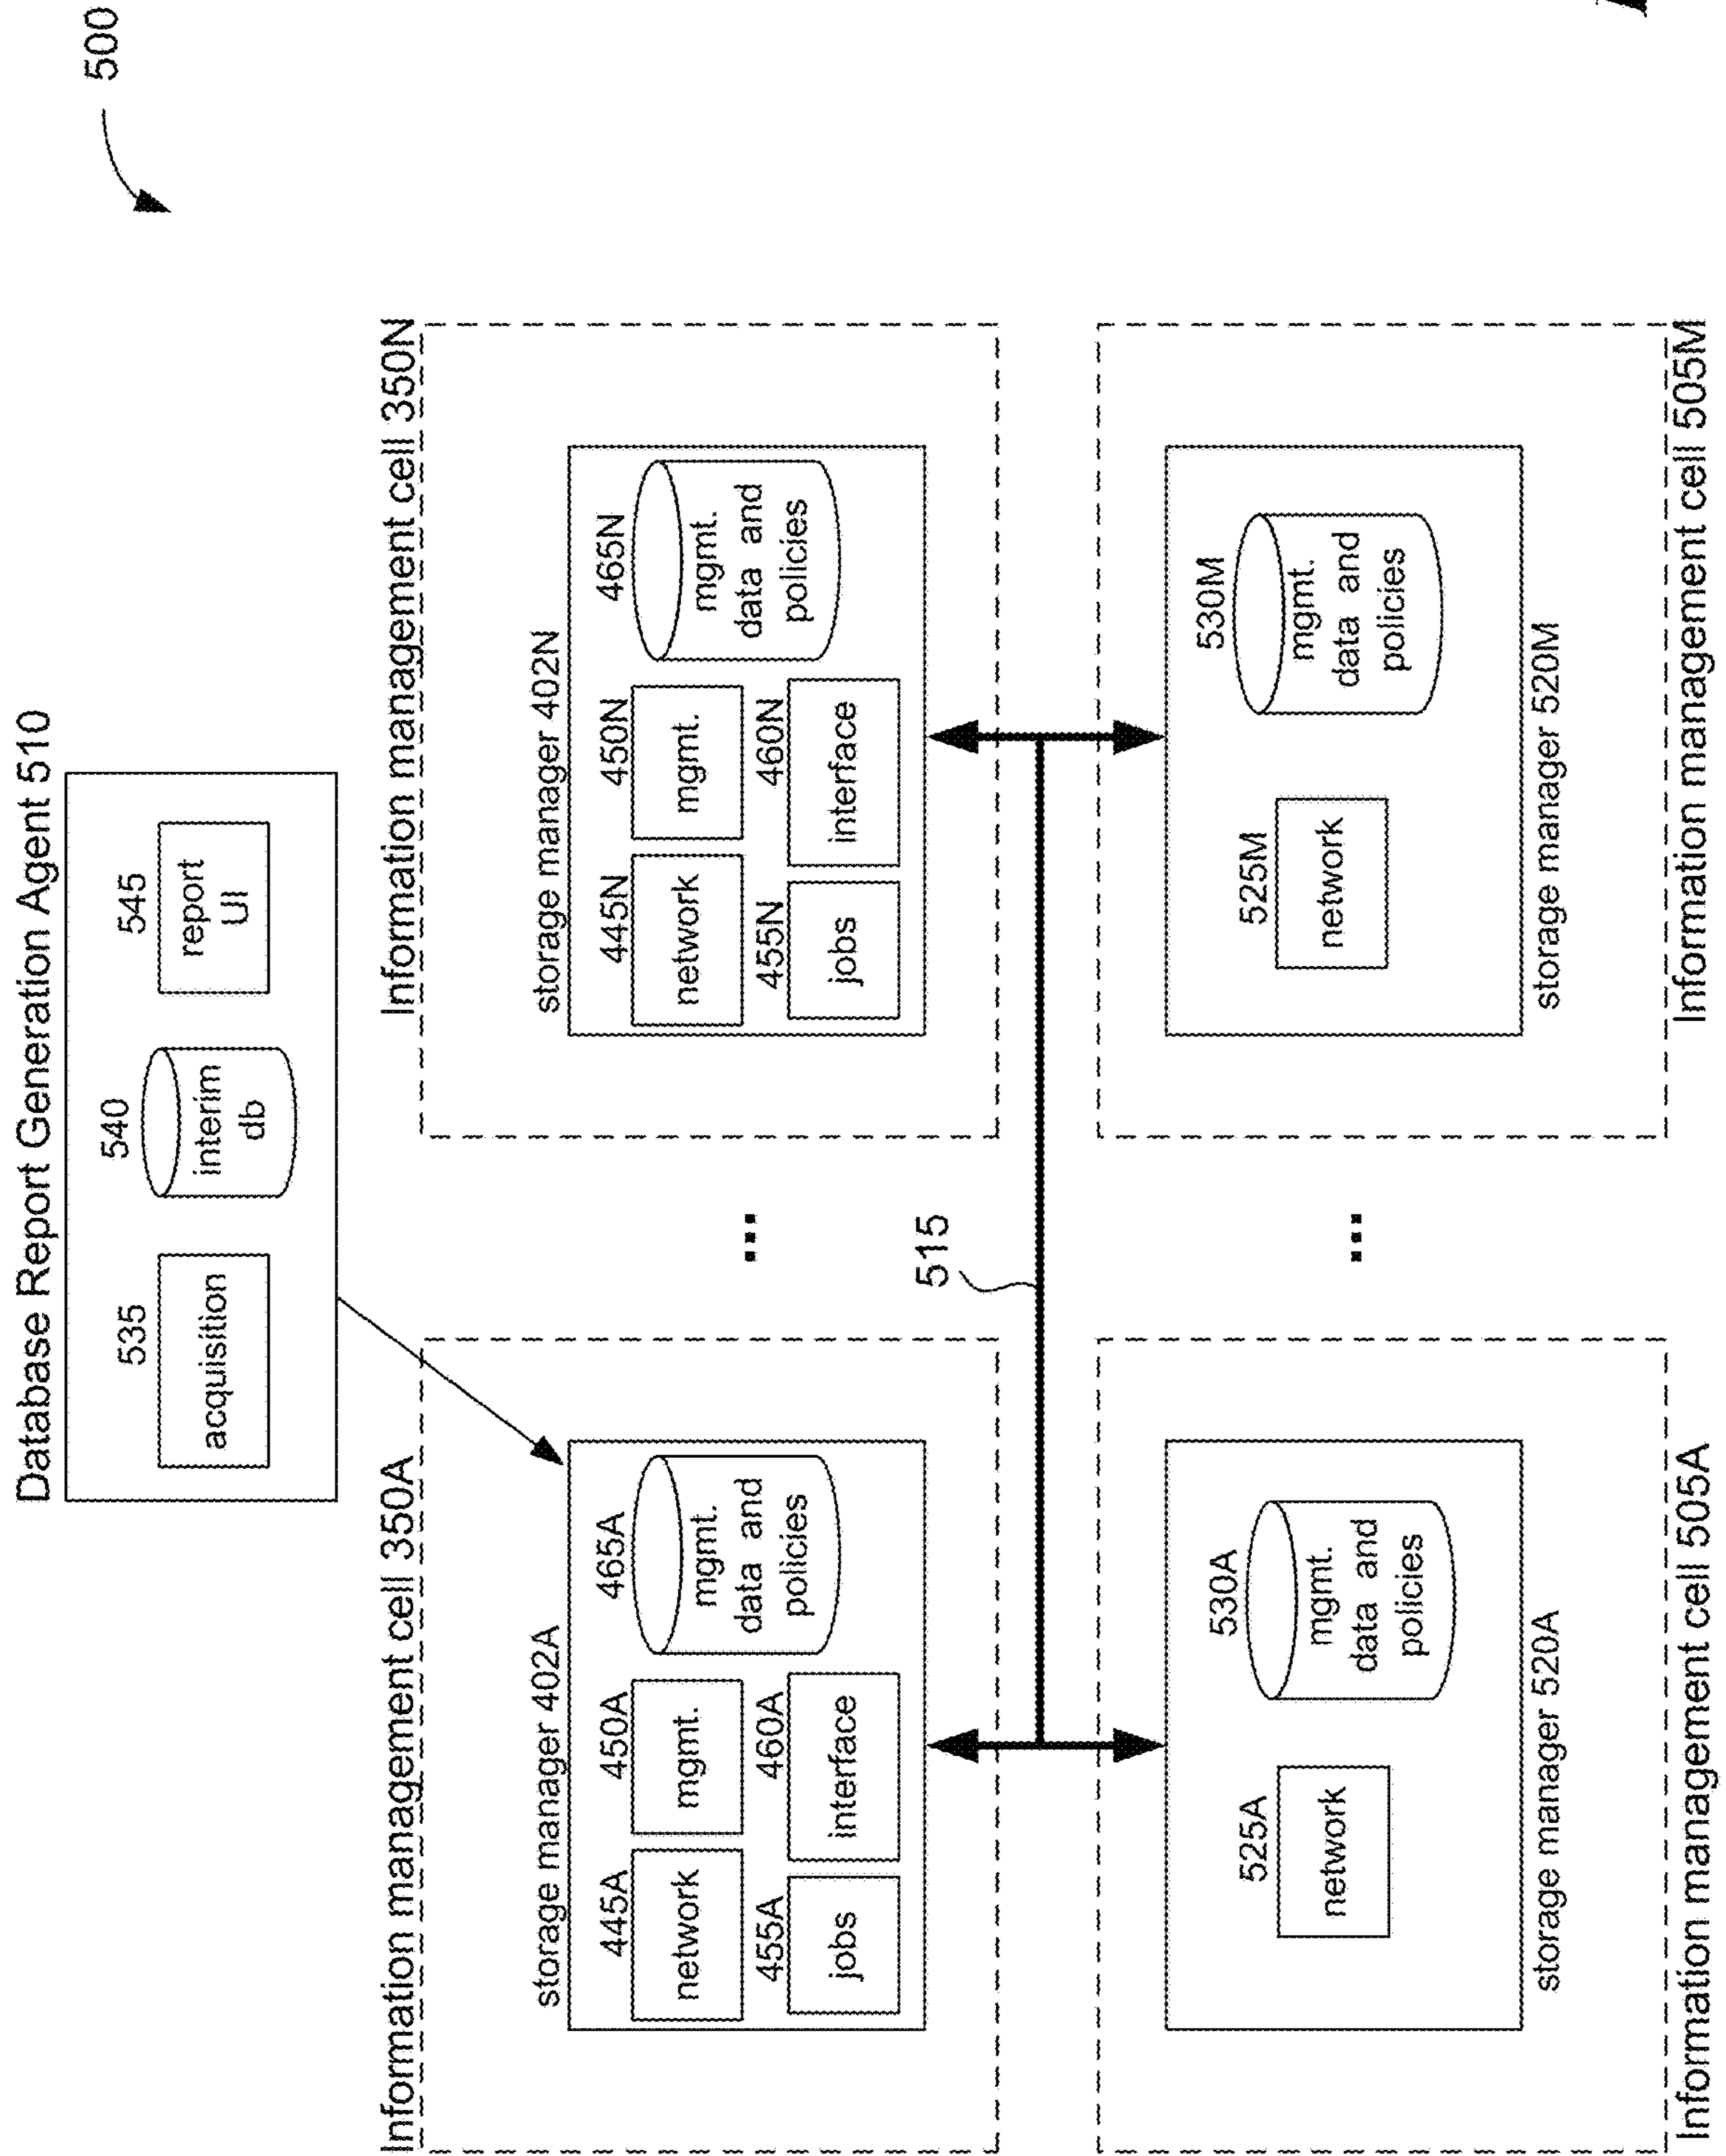 500
Database Report Generation Agent 510
535
540
545
acquisition
interim
db
report
UI
Information management cell 350A
storage manager 402A
445A
450A
465A
network
mgmt.
mgmt.
data and
policies
455A
460A
jobs
interface
...
Information management cell 350N
storage manager 402N
445N
450N
465N
network
mgmt.
mgmt.
data and
policies
455N
460N
jobs
interface
515
525A
530A
network
mgmt.
data and
policies
storage manager 520A
Information management cell 505A
...
525M
530M
network
mgmt.
data and
policies
storage manager 520M
Information management cell 505M